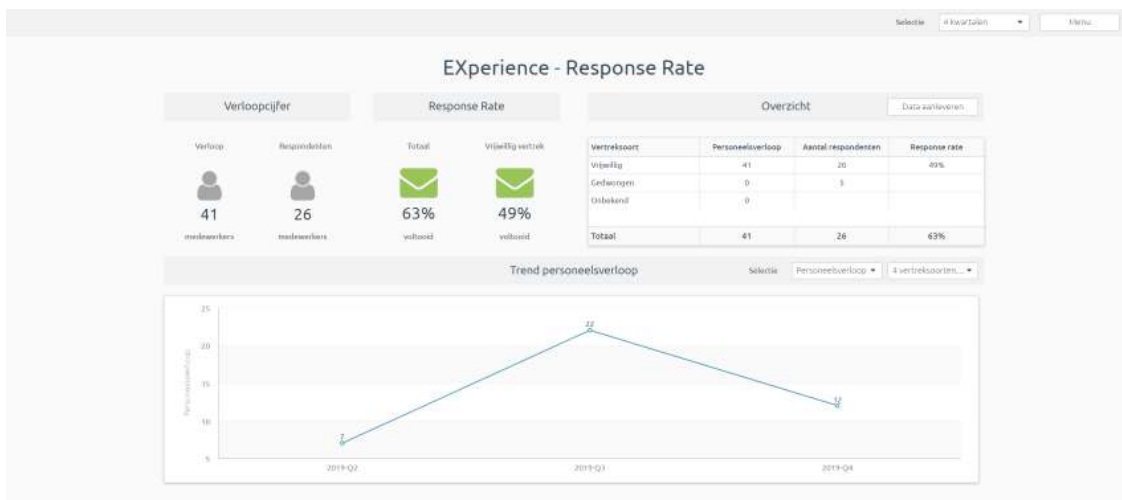 Selectie 4 kwartalen Menu
EXperience - Response Rate
Verloopcijfer Response Rate Overzicht Data aanleveren
Verloop Respondenten Totaal Vrijwillig vertrek
41 26 63% 49%
medewerkers medewerkers voltooid voltooid
Vertreksoort Personeelsverloop Aantal respondenten Response rate
Vrijwillig 41 20 49%
Gedwongen 0
Onbekend 0
Totaal 41 26 63%
Trend personeelsverloop Selectie Personeelsverloop 4 vertreksoorten...
25
20
15
10
5
Personeelsverloop
7
22
12
2019-Q2 2019-Q3 2019-Q4